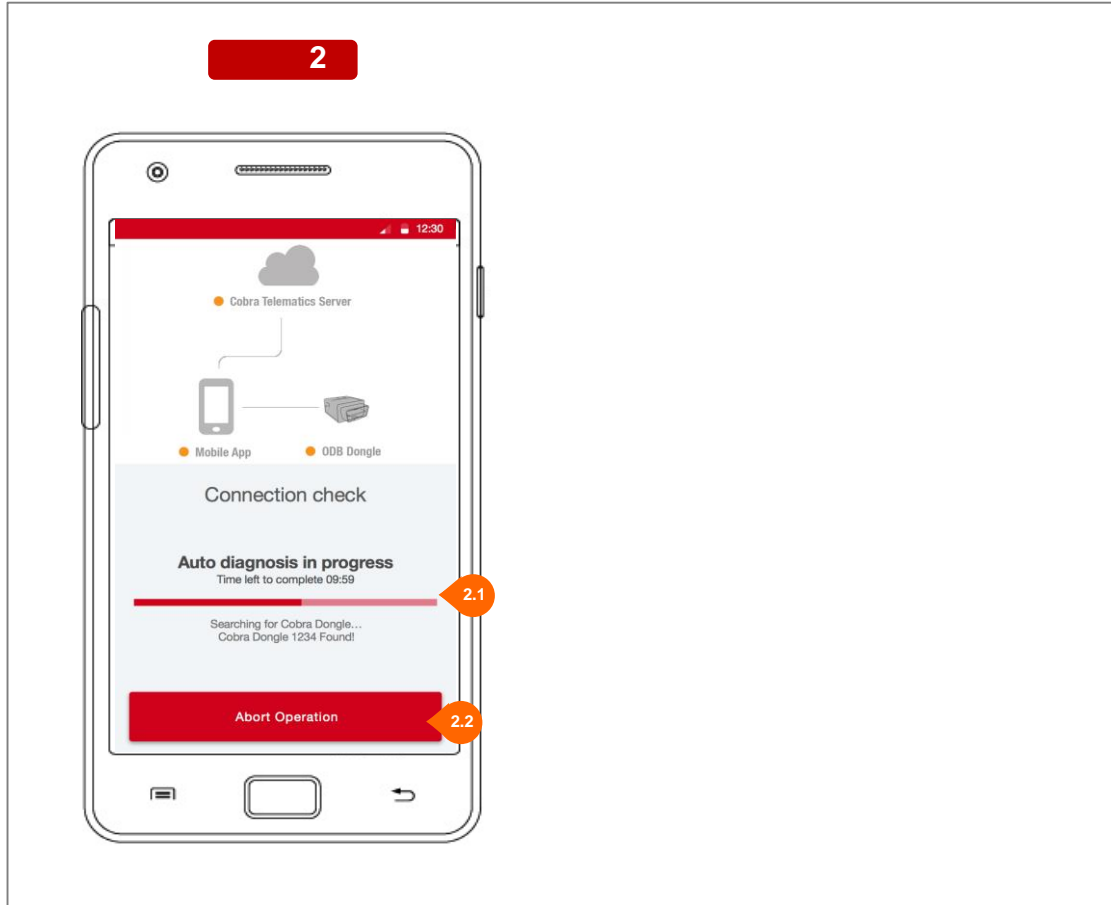 2
12:30
Cobra Telematics Server
Mobile App
ODB Dongle
Connection check
Auto diagnosis in progress
Time left to complete 09:59
2.1
Searching for Cobra Dongle...
Cobra Dongle 1234 Found!
Abort Operation
2.2